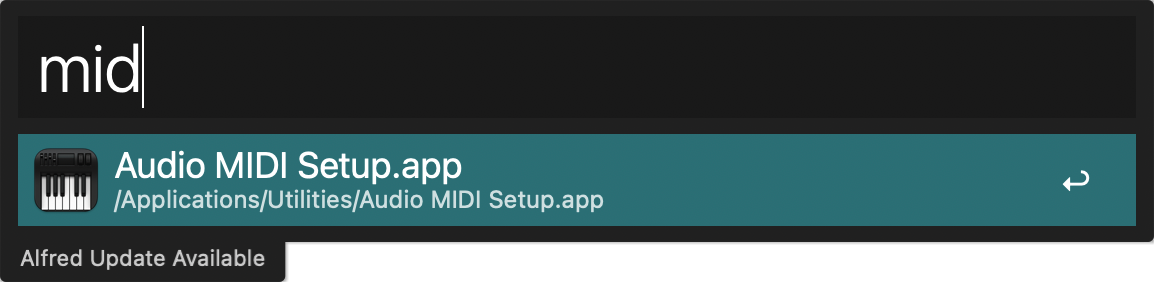 mid
Audio MIDI Setup.app
/Applications/Utilities/Audio MIDI Setup.app
Alfred Update Available